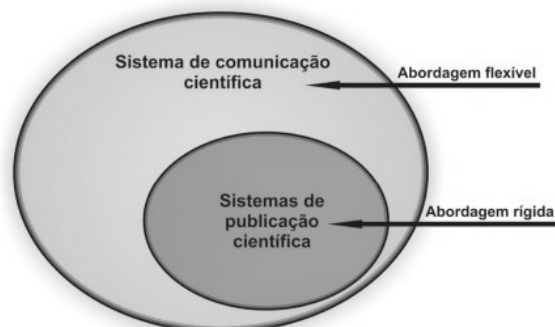 Sistema de comunicação
científica
Abordagem flexível
Sistemas de
publicação
científica
Abordagem rígida